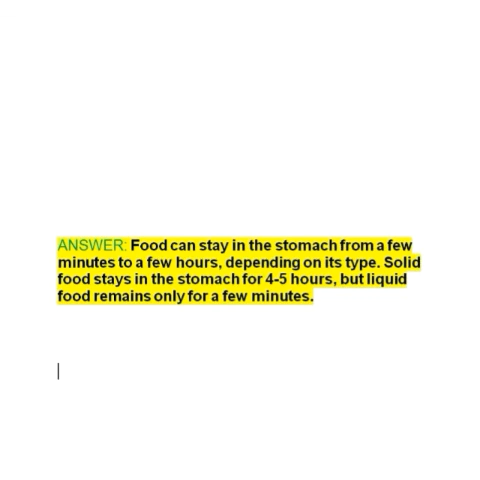 ANSWER: Food can stay in the stomach from a few
minutes to a few hours, depending on its type. Solid
food stays in the stomach for 4-5 hours, but liquid
food remains only for a few minutes.